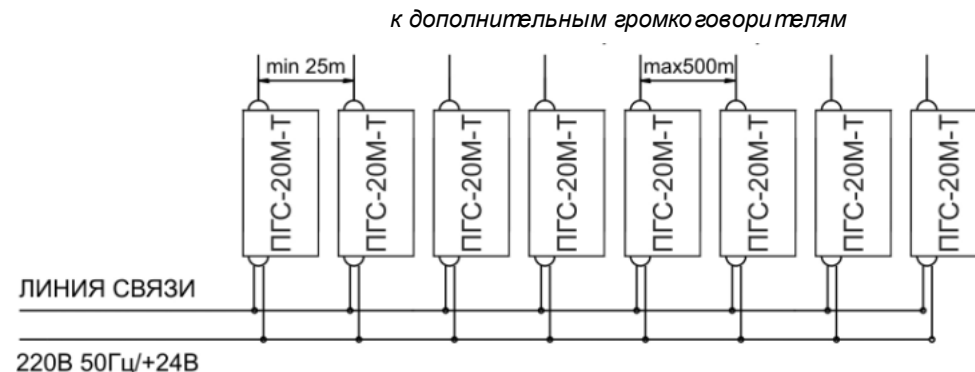 к дополнительным громкоговорителям
min 25m
max500m
ПГС-20М-Т
ПГС-20М-Т
ПГС-20М-Т
ПГС-20М-Т
ПГС-20М-Т
ПГС-20М-Т
ПГС-20М-Т
ПГС-20М-Т
ЛИНИЯ СВЯЗИ
220В 50Гц/+24В